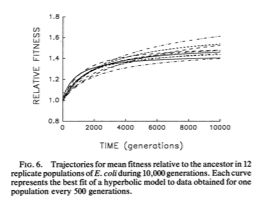 1.8
1.6
1.4
1.2
1.0
0.8
RELATIVE FITNESS
0 2000 4000 6000 8000 10000
TIME (generations)
FIG. 6. Trajectories for mean fitness relative to the ancestor in 12
replicate populations of E. coli during 10,000 generations. Each curve
represents the best fit of a hyperbolic model to data obtained for one
population every 500 generations.